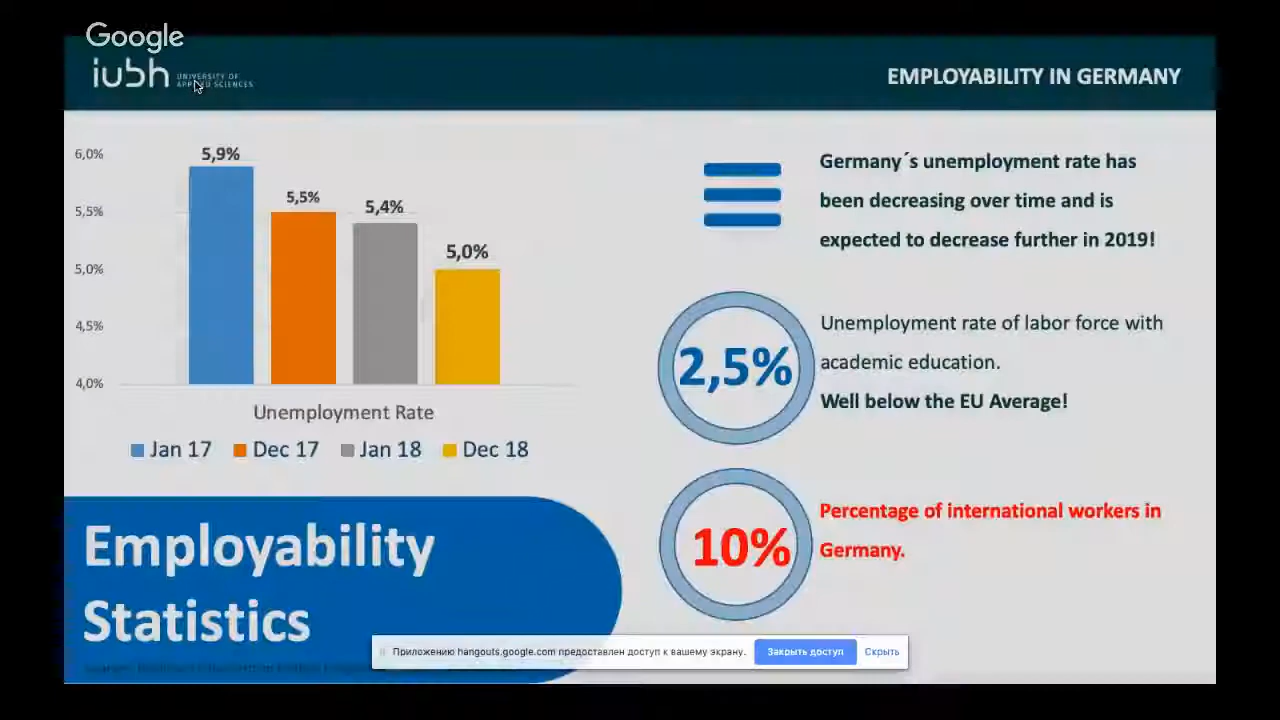 Google
iubh UNIVERSITY OF
APPLIED SCIENCES
EMPLOYABILITY IN GERMANY
6,0%
5,5%
5,0%
4,5%
4,0%
5,9%
5,5%
5,4%
5,0%
Unemployment Rate
Jan 17 Dec 17 Jan 18 Dec 18
Germany´s unemployment rate has
been decreasing over time and is
expected to decrease further in 2019!
2,5%
Unemployment rate of labor force with
academic education.
Well below the EU Average!
10%
Percentage of international workers in
Germany.
Employability
Statistics
Приложению hangouts.google.com предоставлен доступ к вашему экрану. Закрыть доступ Скрыть